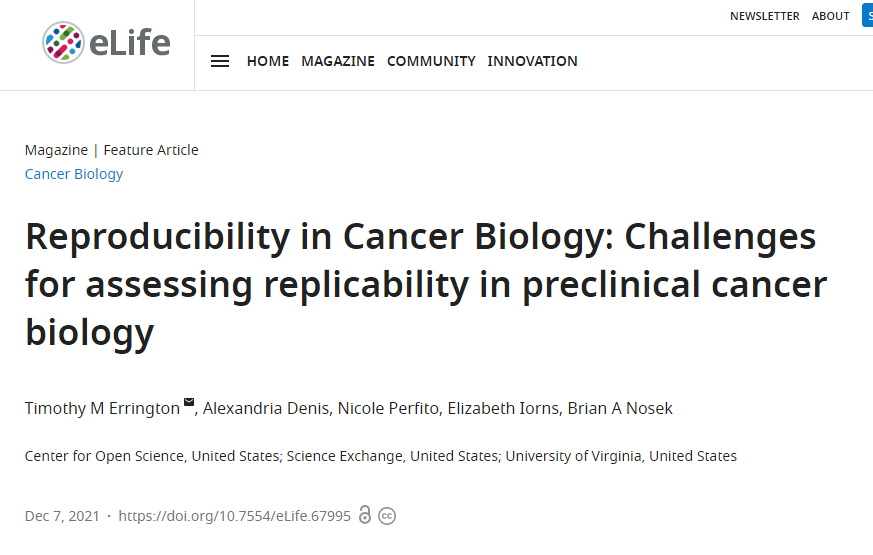 NEWSLETTER ABOUT S
eLife
HOME MAGAZINE COMMUNITY INNOVATION
Magazine | Feature Article
Cancer Biology
Reproducibility in Cancer Biology: Challenges
for assessing replicability in preclinical cancer
biology
Timothy M Errington , Alexandria Denis, Nicole Perfito, Elizabeth Iorns, Brian A Nosek
Center for Open Science, United States; Science Exchange, United States; University of Virginia, United States
Dec 7, 2021 · https://doi.org/10.7554/eLife.67995 cc